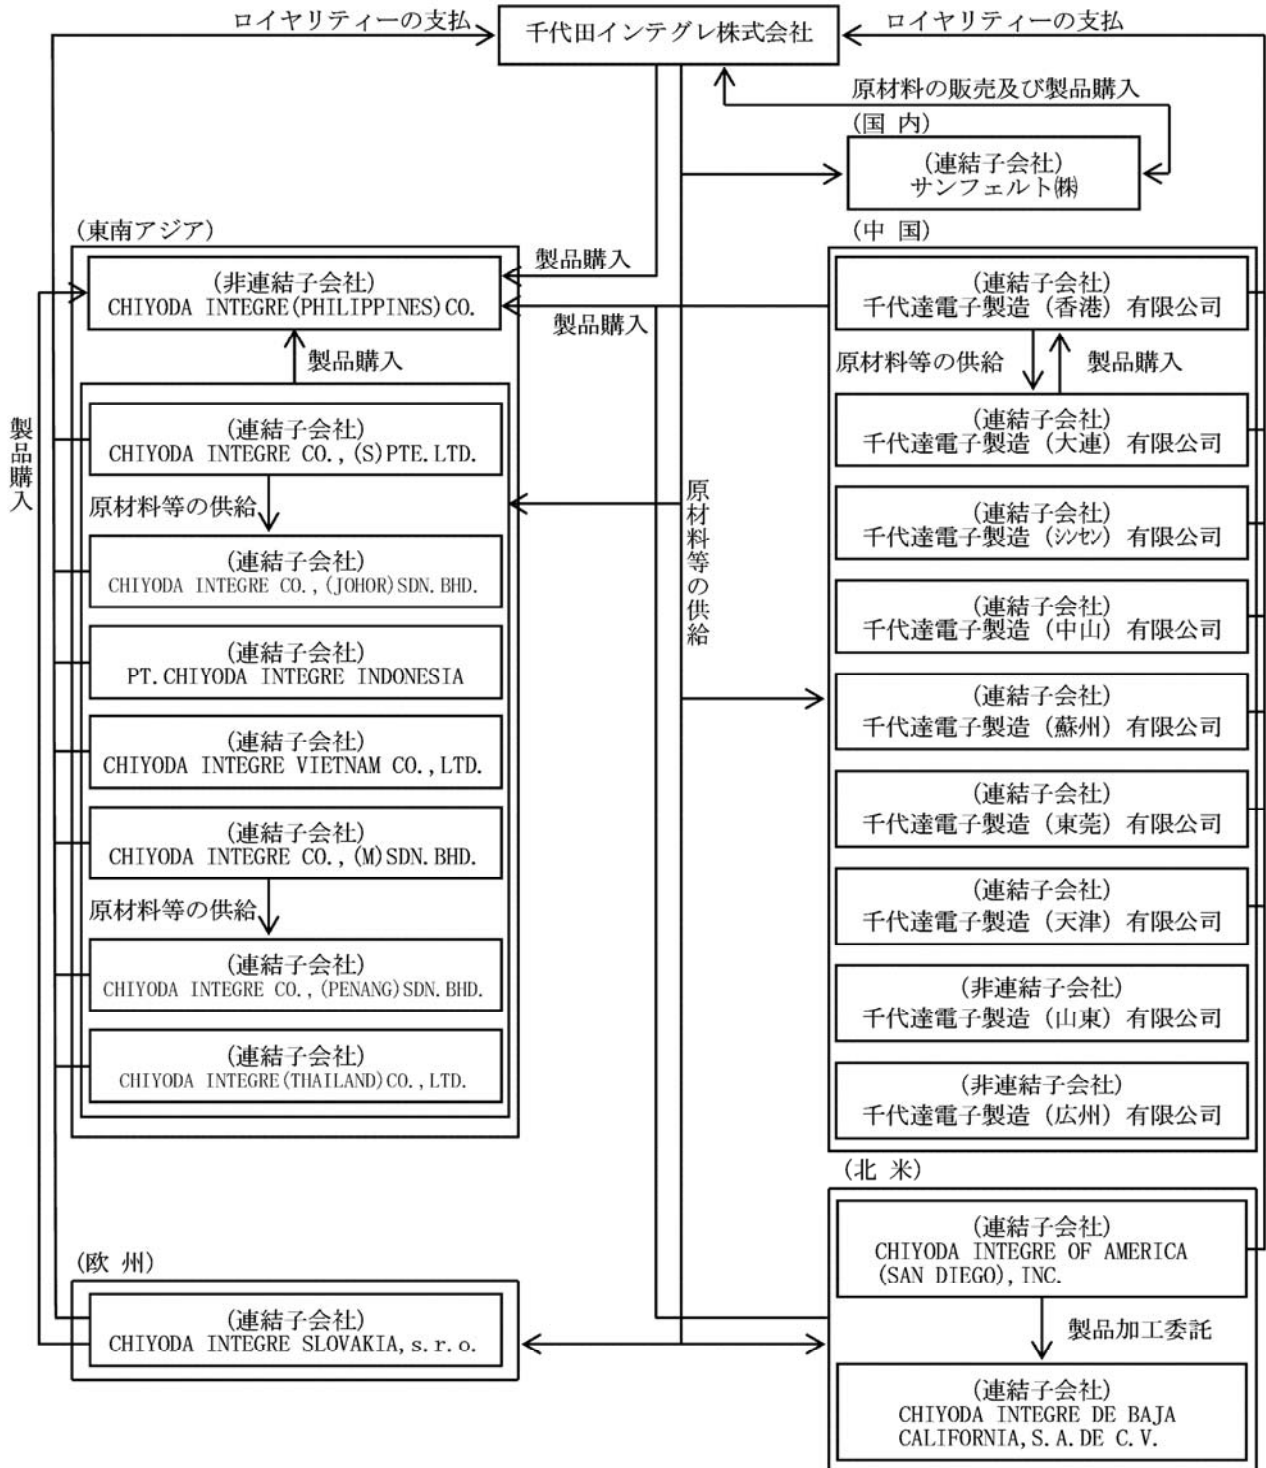 ロイヤリティーの支払
千代田インテグレ株式会社
ロイヤリティーの支払
原材料の販売及び製品購入
(国 内)
(連結子会社)
サンフェルト㈱
(東南アジア)
製品購入
(非連結子会社)
CHIYODA INTEGRE(PHILIPPINES)CO.
製品購入
製品購入
(連結子会社)
CHIYODA INTEGRE CO.,(S)PTE.LTD.
原材料等の供給
(連結子会社)
CHIYODA INTEGRE CO.,(JOHOR)SDN.BHD.
(連結子会社)
PT.CHIYODA INTEGRE INDONESIA
(連結子会社)
CHIYODA INTEGRE VIETNAM CO.,LTD.
(連結子会社)
CHIYODA INTEGRE CO.,(M)SDN.BHD.
原材料等の供給
(連結子会社)
CHIYODA INTEGRE CO.,(PENANG)SDN.BHD.
(連結子会社)
CHIYODA INTEGRE(THAILAND)CO.,LTD.
製品購入
原材料等の供給
(中 国)
(連結子会社)
千代達電子製造（香港）有限公司
原材料等の供給
製品購入
(連結子会社)
千代達電子製造（大連）有限公司
(連結子会社)
千代達電子製造（ｼﾝｾﾝ）有限公司
(連結子会社)
千代達電子製造（中山）有限公司
(連結子会社)
千代達電子製造（蘇州）有限公司
(連結子会社)
千代達電子製造（東莞）有限公司
(連結子会社)
千代達電子製造（天津）有限公司
(非連結子会社)
千代達電子製造（山東）有限公司
(非連結子会社)
千代達電子製造（広州）有限公司
(欧 州)
(連結子会社)
CHIYODA INTEGRE SLOVAKIA,s.r.o.
(北 米)
(連結子会社)
CHIYODA INTEGRE OF AMERICA
(SAN DIEGO),INC.
製品加工委託
(連結子会社)
CHIYODA INTEGRE DE BAJA
CALIFORNIA,S.A.DE C.V.